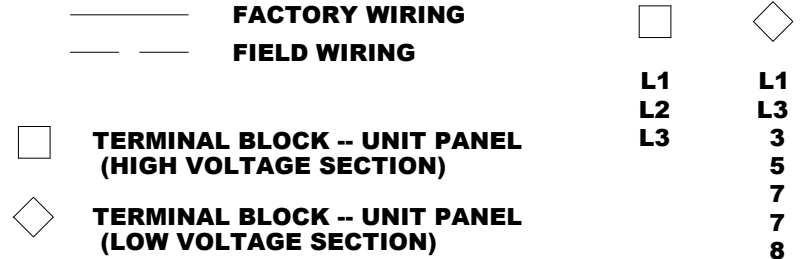 FACTORY WIRING
FIELD WIRING
TERMINAL BLOCK -- UNIT PANEL
(HIGH VOLTAGE SECTION)
TERMINAL BLOCK -- UNIT PANEL
(LOW VOLTAGE SECTION)
L1
L2
L3
L1
L3
3
5
7
7
8